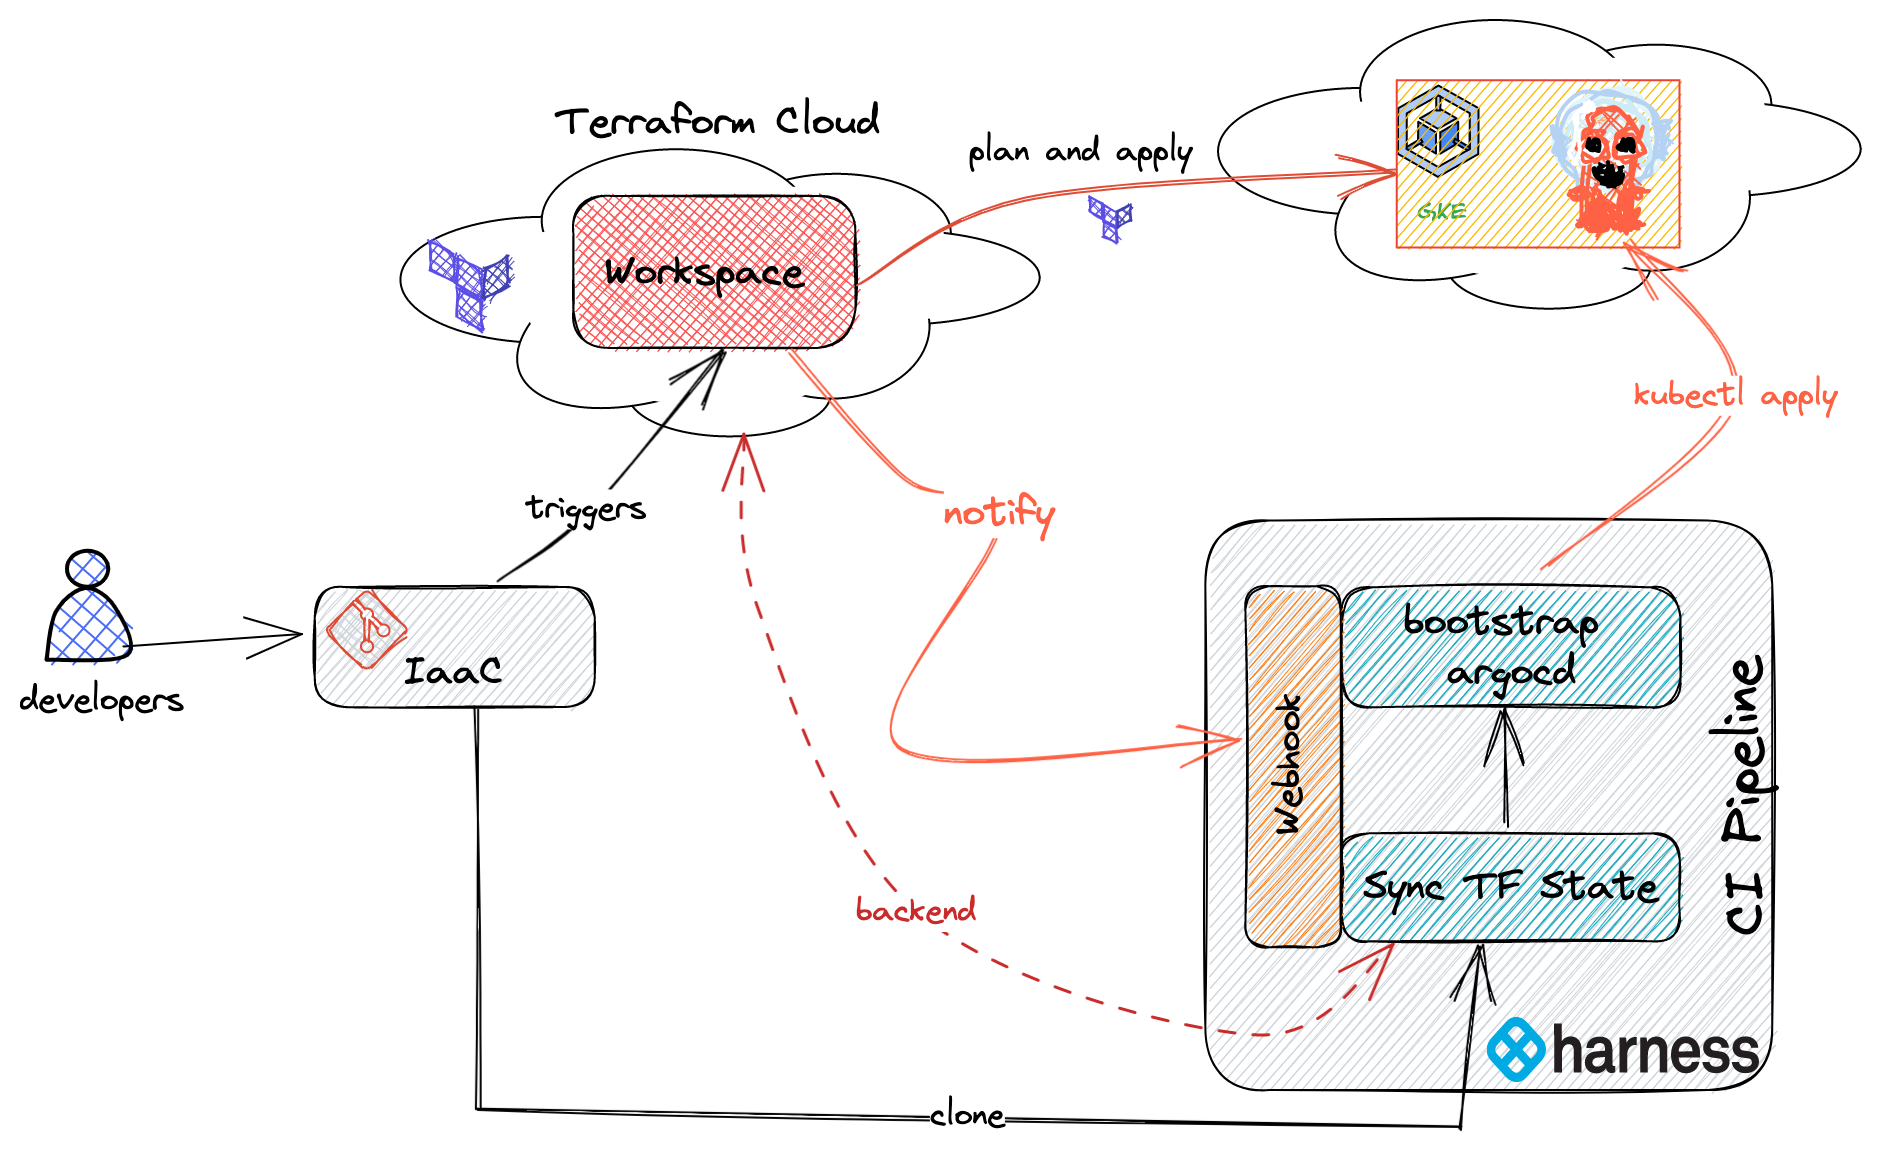 Terraform Cloud
plan and apply
GKE
Workspace
kubectl apply
triggers
notify
developers
IaaC
bootstrap
argocd
Webhook
CI Pipeline
Sync TF State
backend
harness
clone